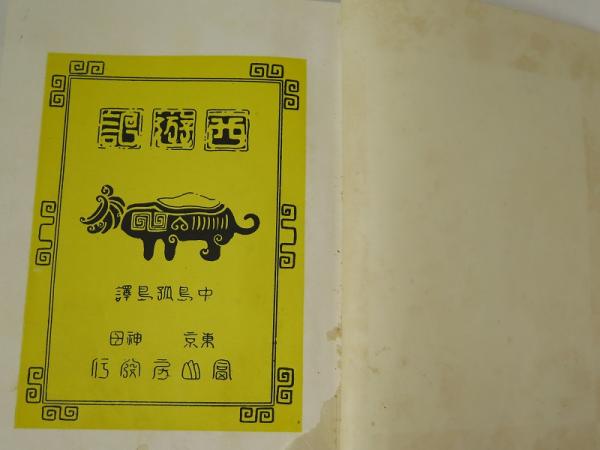 西遊記
中島孤島譯
東京 神田
冨山房發行